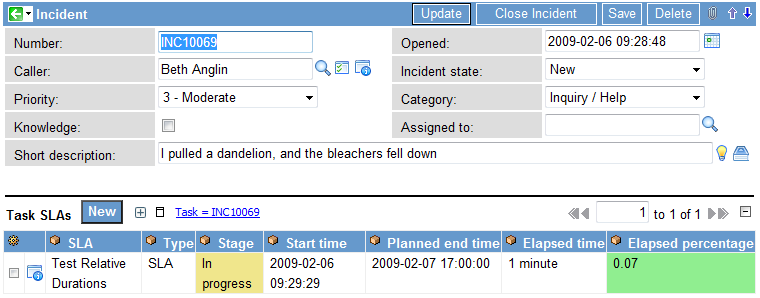 Incident
Update Close Incident Save Delete
Number: INC10069 Opened: 2009-02-06 09:28:48
Caller: Beth Anglin Incident state: New
Priority: 3 - Moderate Category: Inquiry / Help
Knowledge: Assigned to:
Short description: I pulled a dandelion, and the bleachers fell down
Task SLAs New Task = INC10069 1 to 1 of 1
SLA Type Stage Start time Planned end time Elapsed time Elapsed percentage
Test Relative SLA In 2009-02-06 2009-02-07 17:00:00 1 minute 0.07
Durations progress 09:29:29